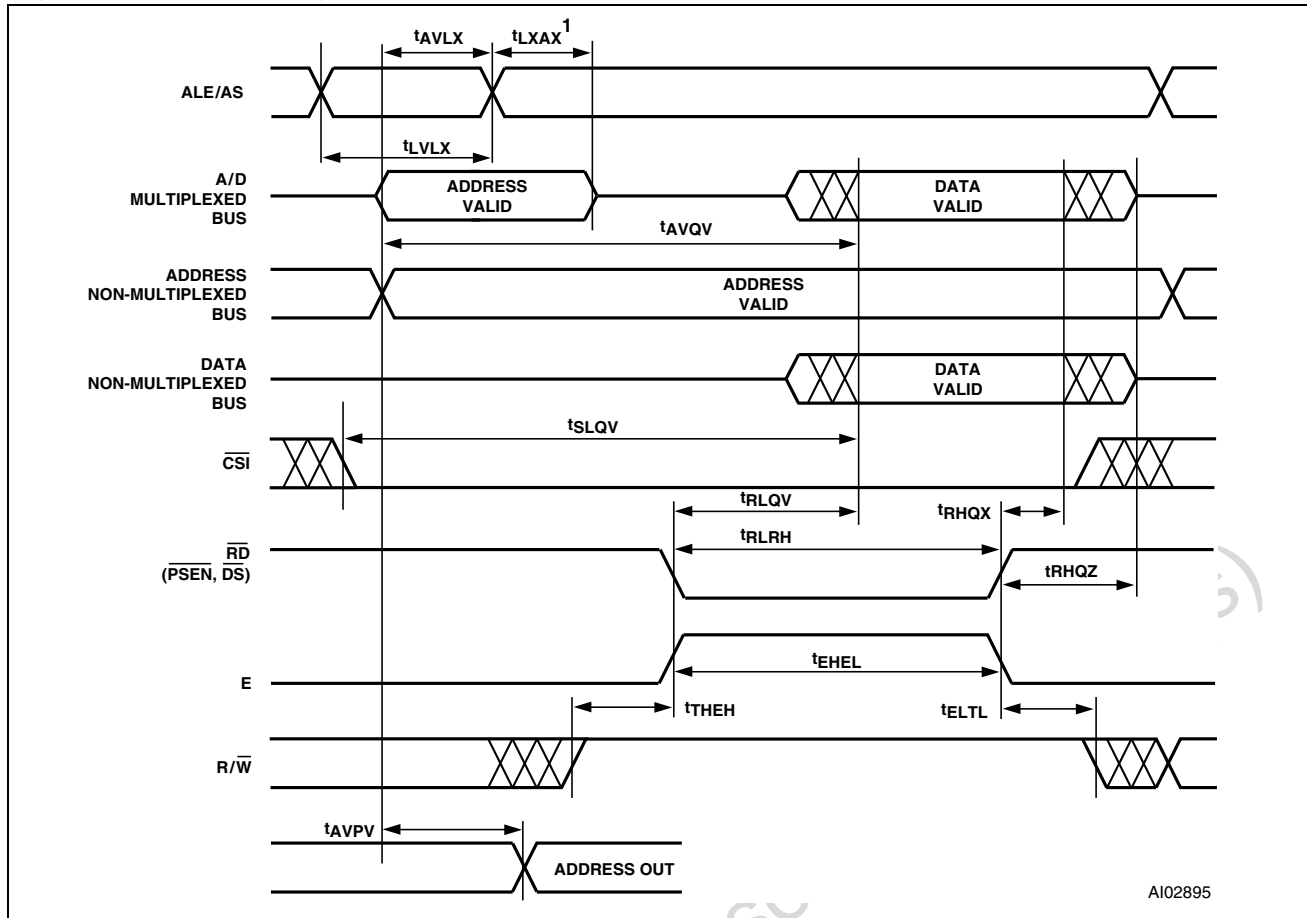 tAVLX
tLXAX1
ALE/AS
tLVLX
A/D
MULTIPLEXED
BUS
ADDRESS
VALID
DATA
VALID
tAVQV
ADDRESS
NON-MULTIPLEXED
BUS
ADDRESS
VALID
DATA
NON-MULTIPLEXED
BUS
DATA
VALID
tSLQV
CSI
tRLQV
tRHQX
tRLRH
RD
(PSEN, DS)
tRHQZ
E
tEHEL
tTHEH
tELTL
R/W
tAVPV
ADDRESS OUT
AI02895